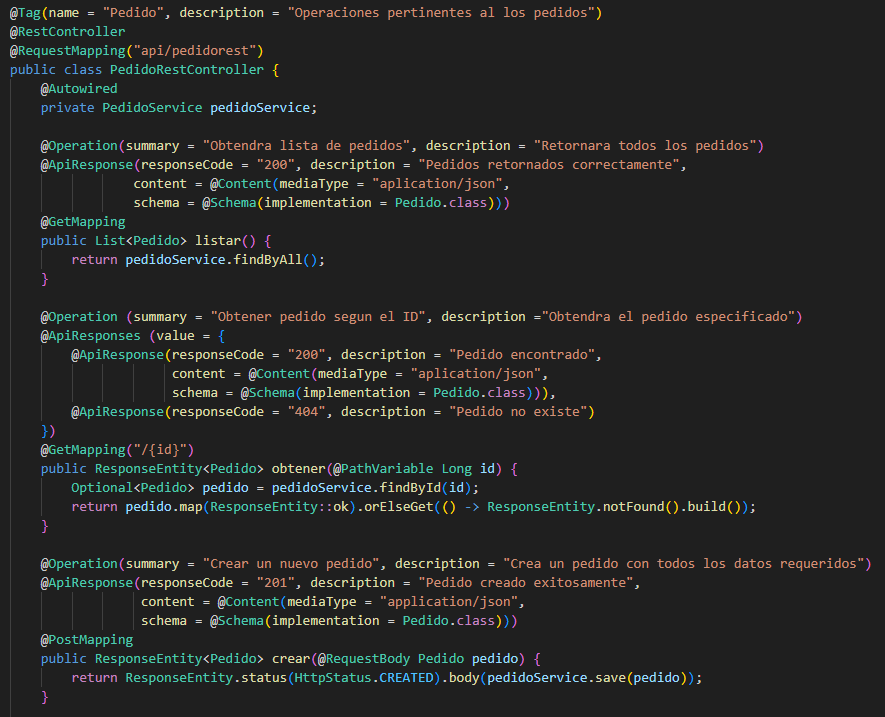 @Tag(name = "Pedido", description = "Operaciones pertinentes al los pedidos")
@RestController
@RequestMapping("api/pedidorest")
public class PedidoRestController {
    @Autowired
    private PedidoService pedidoService;

    @Operation(summary = "Obtendra lista de pedidos", description = "Retornara todos los pedidos")
    @ApiResponse(responseCode = "200", description = "Pedidos retornados correctamente",
                content = @Content(mediaType = "aplication/json",
                schema = @Schema(implementation = Pedido.class)))
    @GetMapping
    public List<Pedido> listar() {
        return pedidoService.findByAll();
    }

    @Operation (summary = "Obtener pedido segun el ID", description ="Obtendra el pedido especificado")
    @ApiResponses (value = {
        @ApiResponse(responseCode = "200", description = "Pedido encontrado",
                     content = @Content(mediaType = "aplication/json",
                     schema = @Schema(implementation = Pedido.class))),
        @ApiResponse(responseCode = "404", description = "Pedido no existe")
    })
    @GetMapping("/{id}")
    public ResponseEntity<Pedido> obtener(@PathVariable Long id) {
        Optional<Pedido> pedido = pedidoService.findById(id);
        return pedido.map(ResponseEntity::ok).orElseGet(() -> ResponseEntity.notFound().build());
    }

    @Operation(summary = "Crear un nuevo pedido", description = "Crea un pedido con todos los datos requeridos")
    @ApiResponse(responseCode = "201", description = "Pedido creado exitosamente",
                 content = @Content(mediaType = "application/json",
                 schema = @Schema(implementation = Pedido.class)))
    @PostMapping
    public ResponseEntity<Pedido> crear(@RequestBody Pedido pedido) {
        return ResponseEntity.status(HttpStatus.CREATED).body(pedidoService.save(pedido));
    }